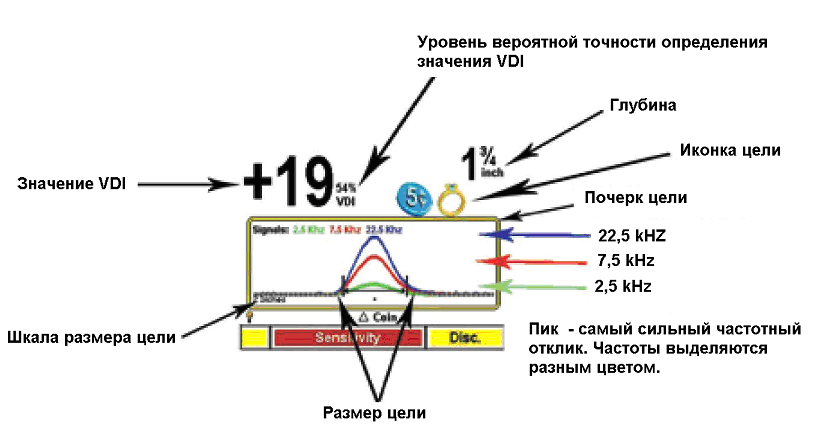 Уровень вероятной точности определения
значения VDI
Глубина
Иконка цели
Значение VDI
+19
54%
VDI
1 3/4
inch
5¢
Почерк цели
Signals: 2,5 Khz 7,5 Khz 22,5 Khz
22,5 kHZ
7,5 kHz
2,5 kHz
Шкала размера цели
△ Coin
Sensitivity
Disc.
Пик - самый сильный частотный
отклик. Частоты выделяются
разным цветом.
Размер цели